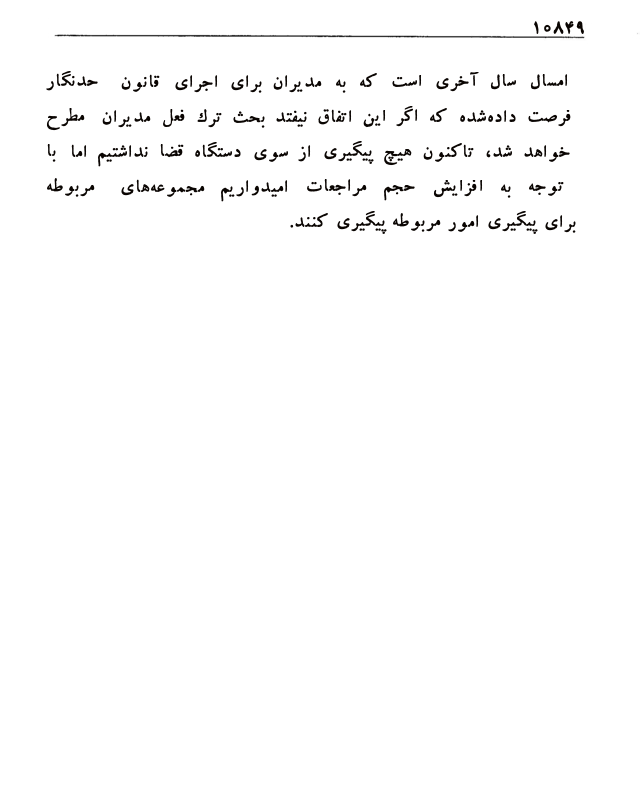 ۱۰۸۴۹
امسال سال آخری است که به مدیران برای اجرای قانون حدنگار
فرصت داده‌شده که اگر این اتفاق نیفتد بحث ترك فعل مدیران مطرح
خواهد شد، تاکنون هیچ پیگیری از سوی دستگاه قضا نداشتیم اما با
توجه به افزایش حجم مراجعات امیدواریم مجموعه‌های مربوطه
برای پیگیری امور مربوطه پیگیری کنند.